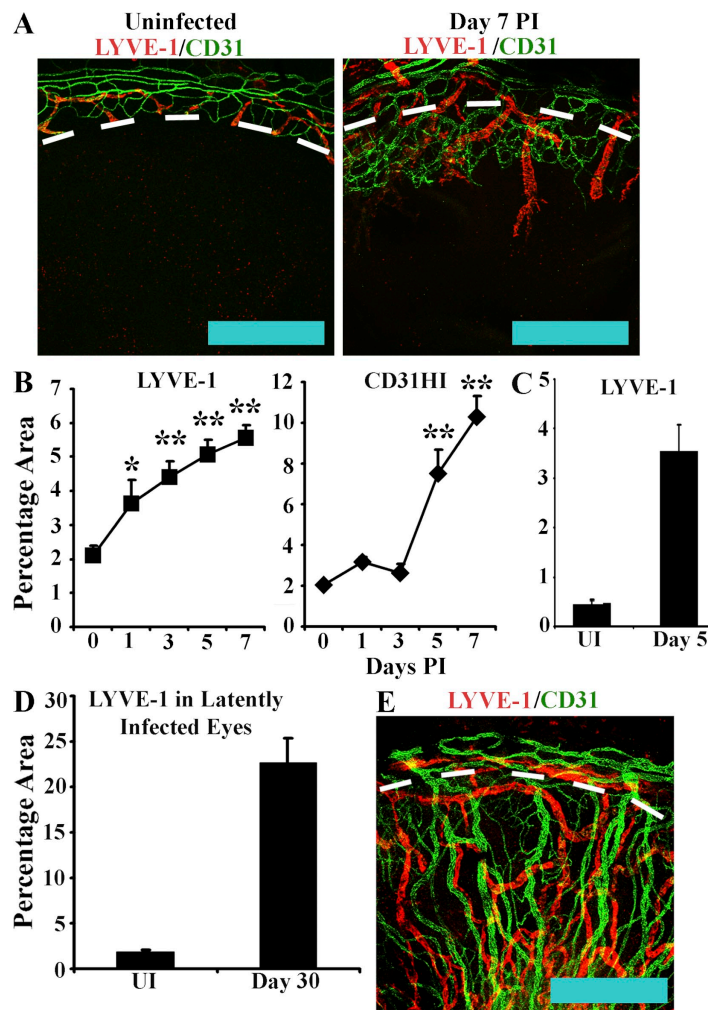 A
Uninfected
LYVE-1/CD31
Day 7 PI
LYVE-1/CD31
B
LYVE-1
Percentage Area
7
6
5
4
3
2
1
0
*
**
**
**
0 1 3 5 7
CD31HI
12
10
8
6
4
2
0
**
**
0 1 3 5 7
Days PI
C
LYVE-1
5
4
3
2
1
0
UI Day 5
D
LYVE-1 in Latently
Infected Eyes
Percentage Area
30
25
20
15
10
5
0
UI Day 30
E
LYVE-1/CD31